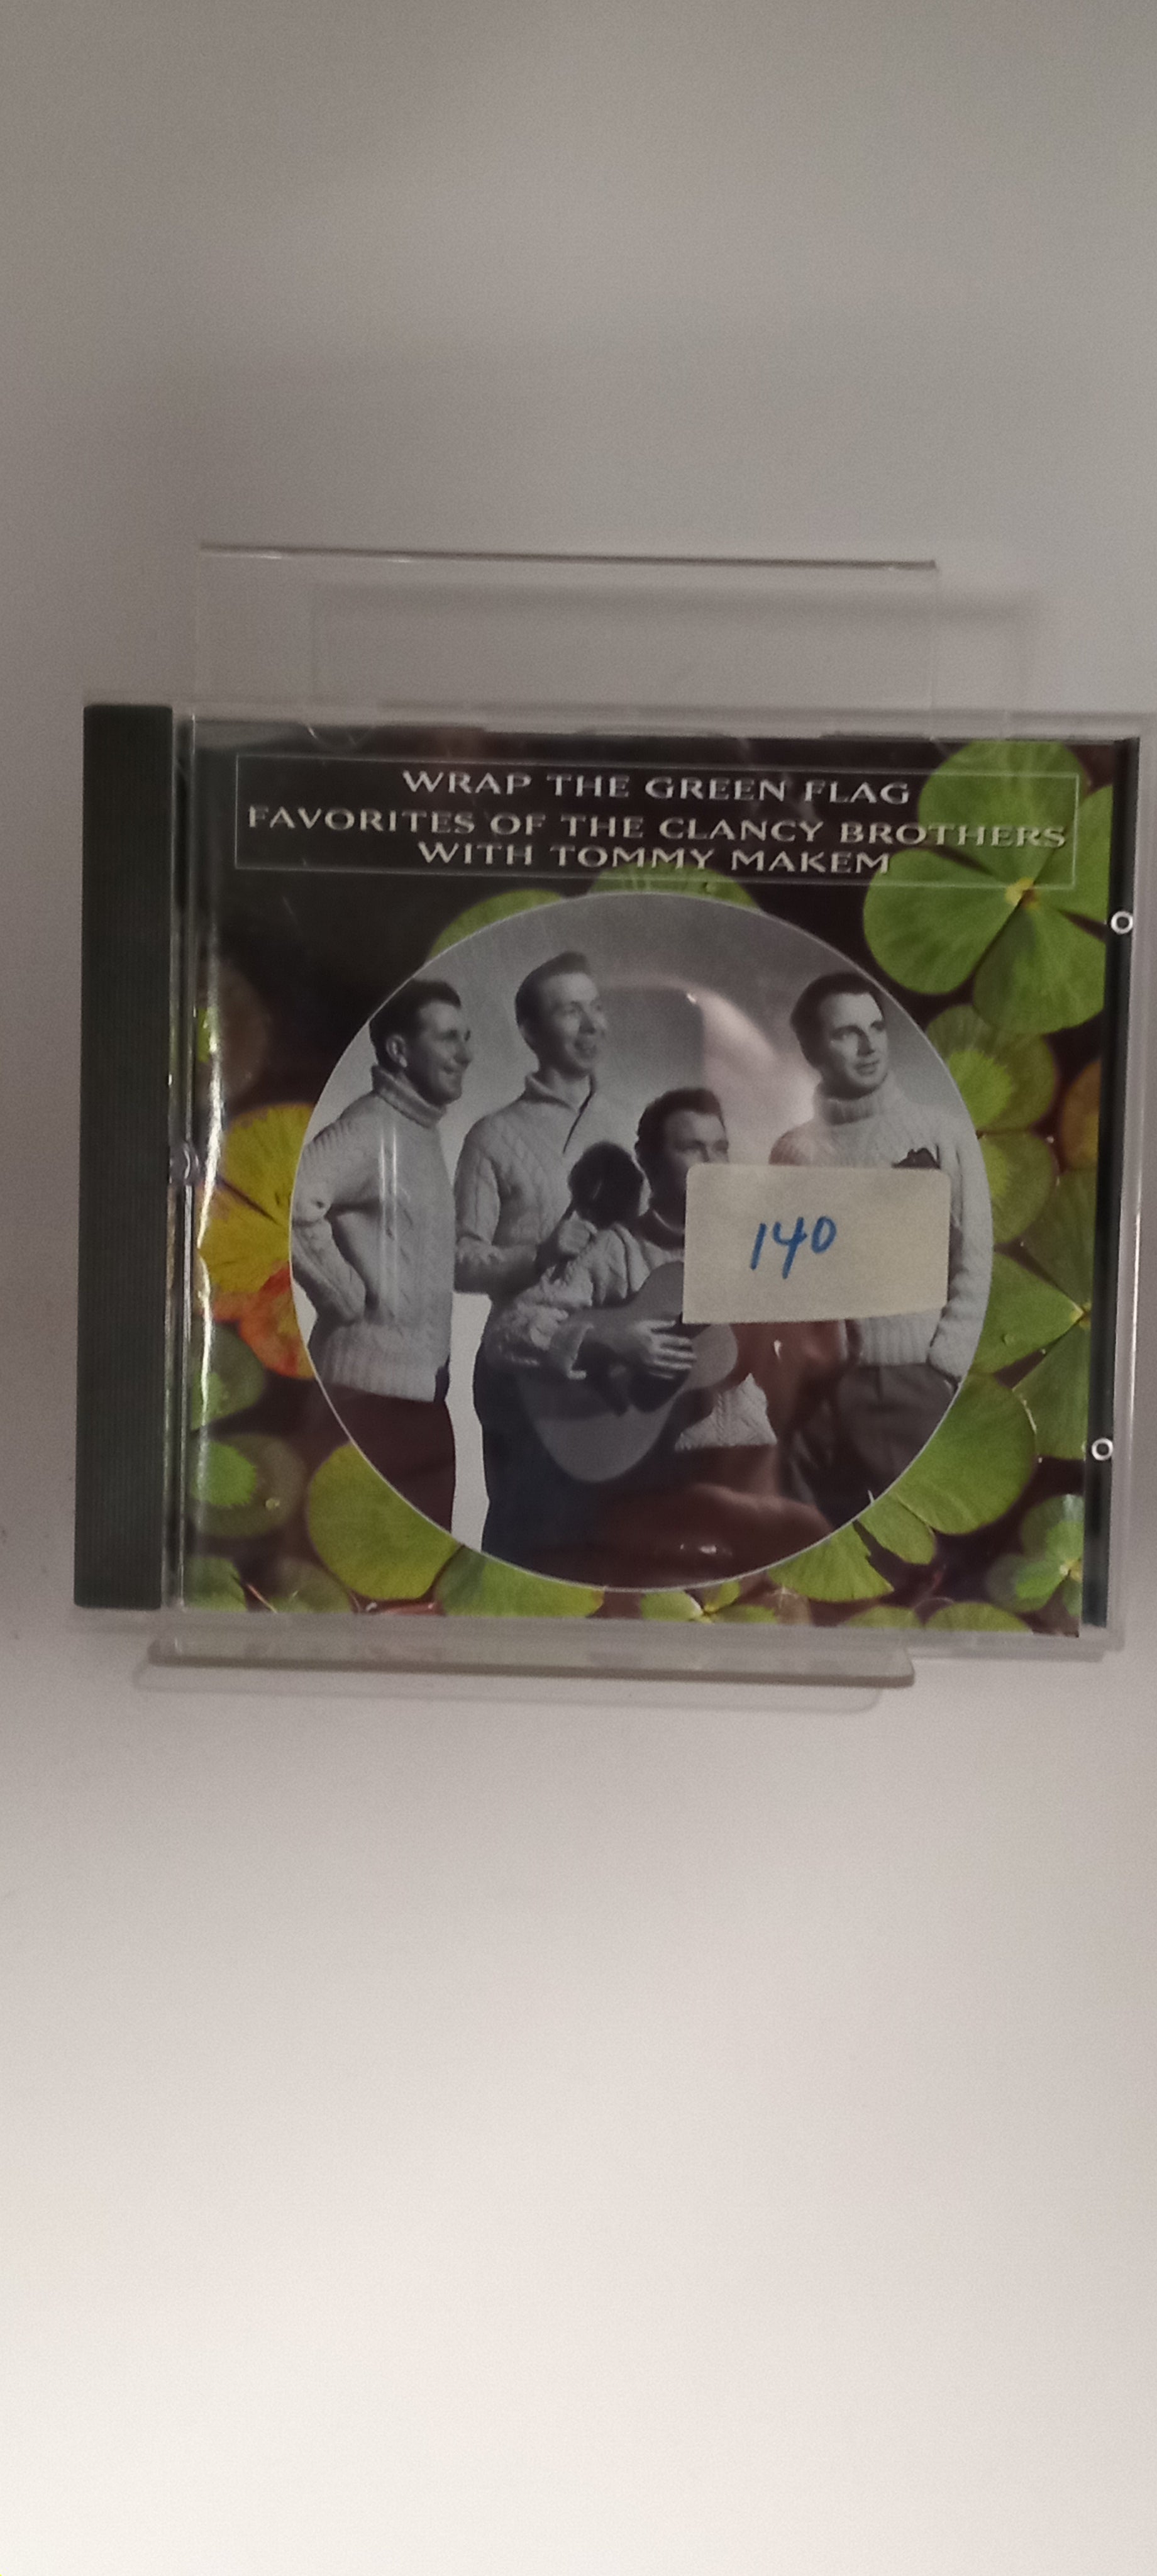 WRAP THE GREEN FLAG
FAVORITES OF THE CLANCY BROTHERS
WITH TOMMY MAKEM
140